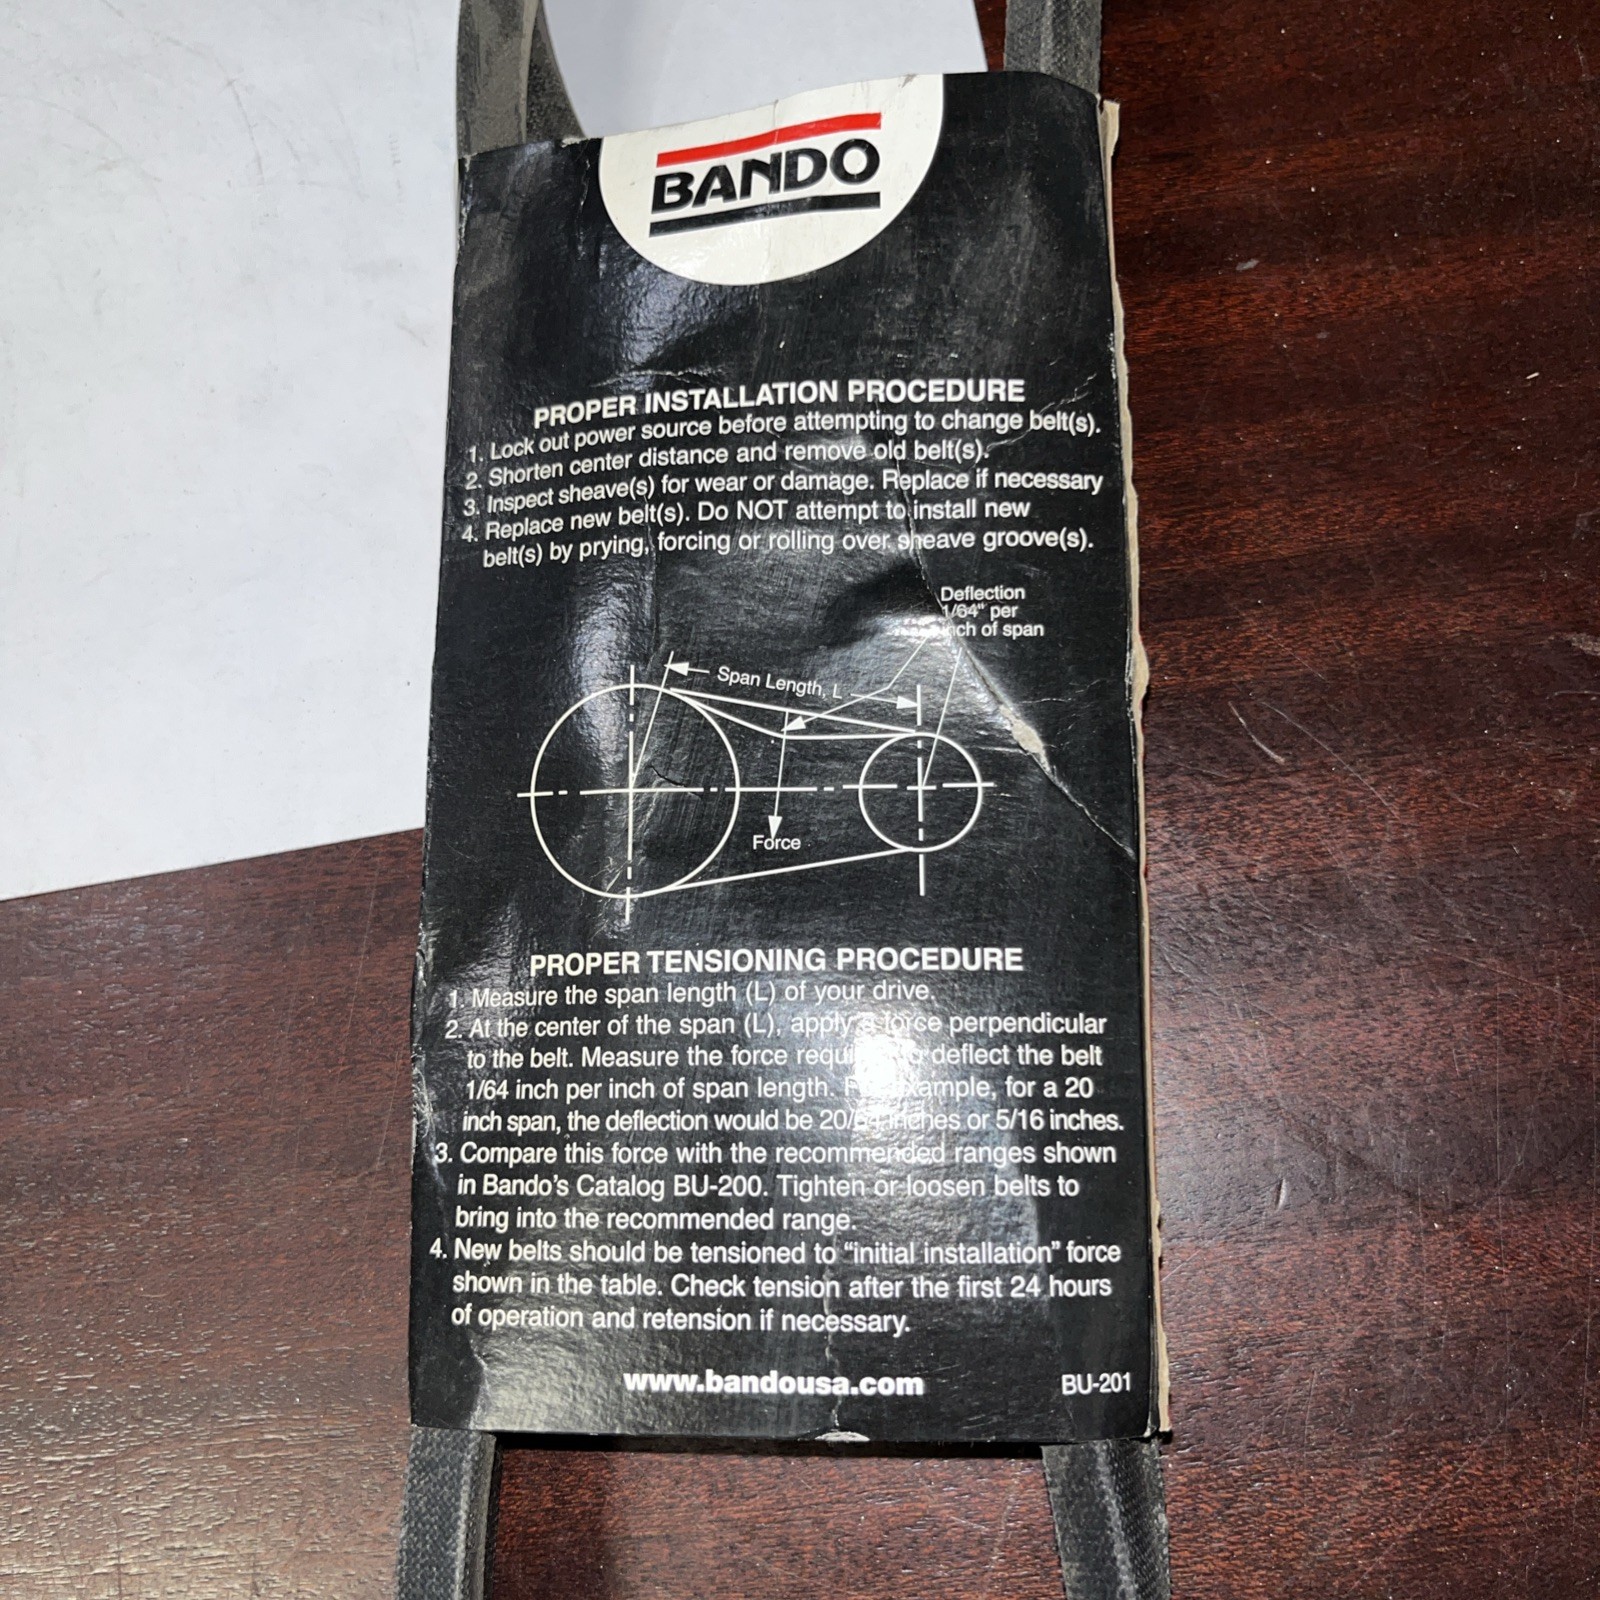 BANDO
PROPER INSTALLATION PROCEDURE
1. Lock out power source before attempting to change belt(s).
2. Shorten center distance and remove old belt(s).
3. Inspect sheave(s) for wear or damage. Replace if necessary
4. Replace new belt(s). Do NOT attempt to install new
belt(s) by prying, forcing or rolling over sheave groove(s).
Deflection
1/64" per
inch of span
Span Length, L
Force
PROPER TENSIONING PROCEDURE
1. Measure the span length (L) of your drive.
2. At the center of the span (L), apply a force perpendicular
to the belt. Measure the force required to deflect the belt
1/64 inch per inch of span length. For example, for a 20
inch span, the deflection would be 20/64 inches or 5/16 inches.
3. Compare this force with the recommended ranges shown
in Bando's Catalog BU-200. Tighten or loosen belts to
bring into the recommended range.
4. New belts should be tensioned to “initial installation” force
shown in the table. Check tension after the first 24 hours
of operation and retension if necessary.
www.bandousa.com
BU-201